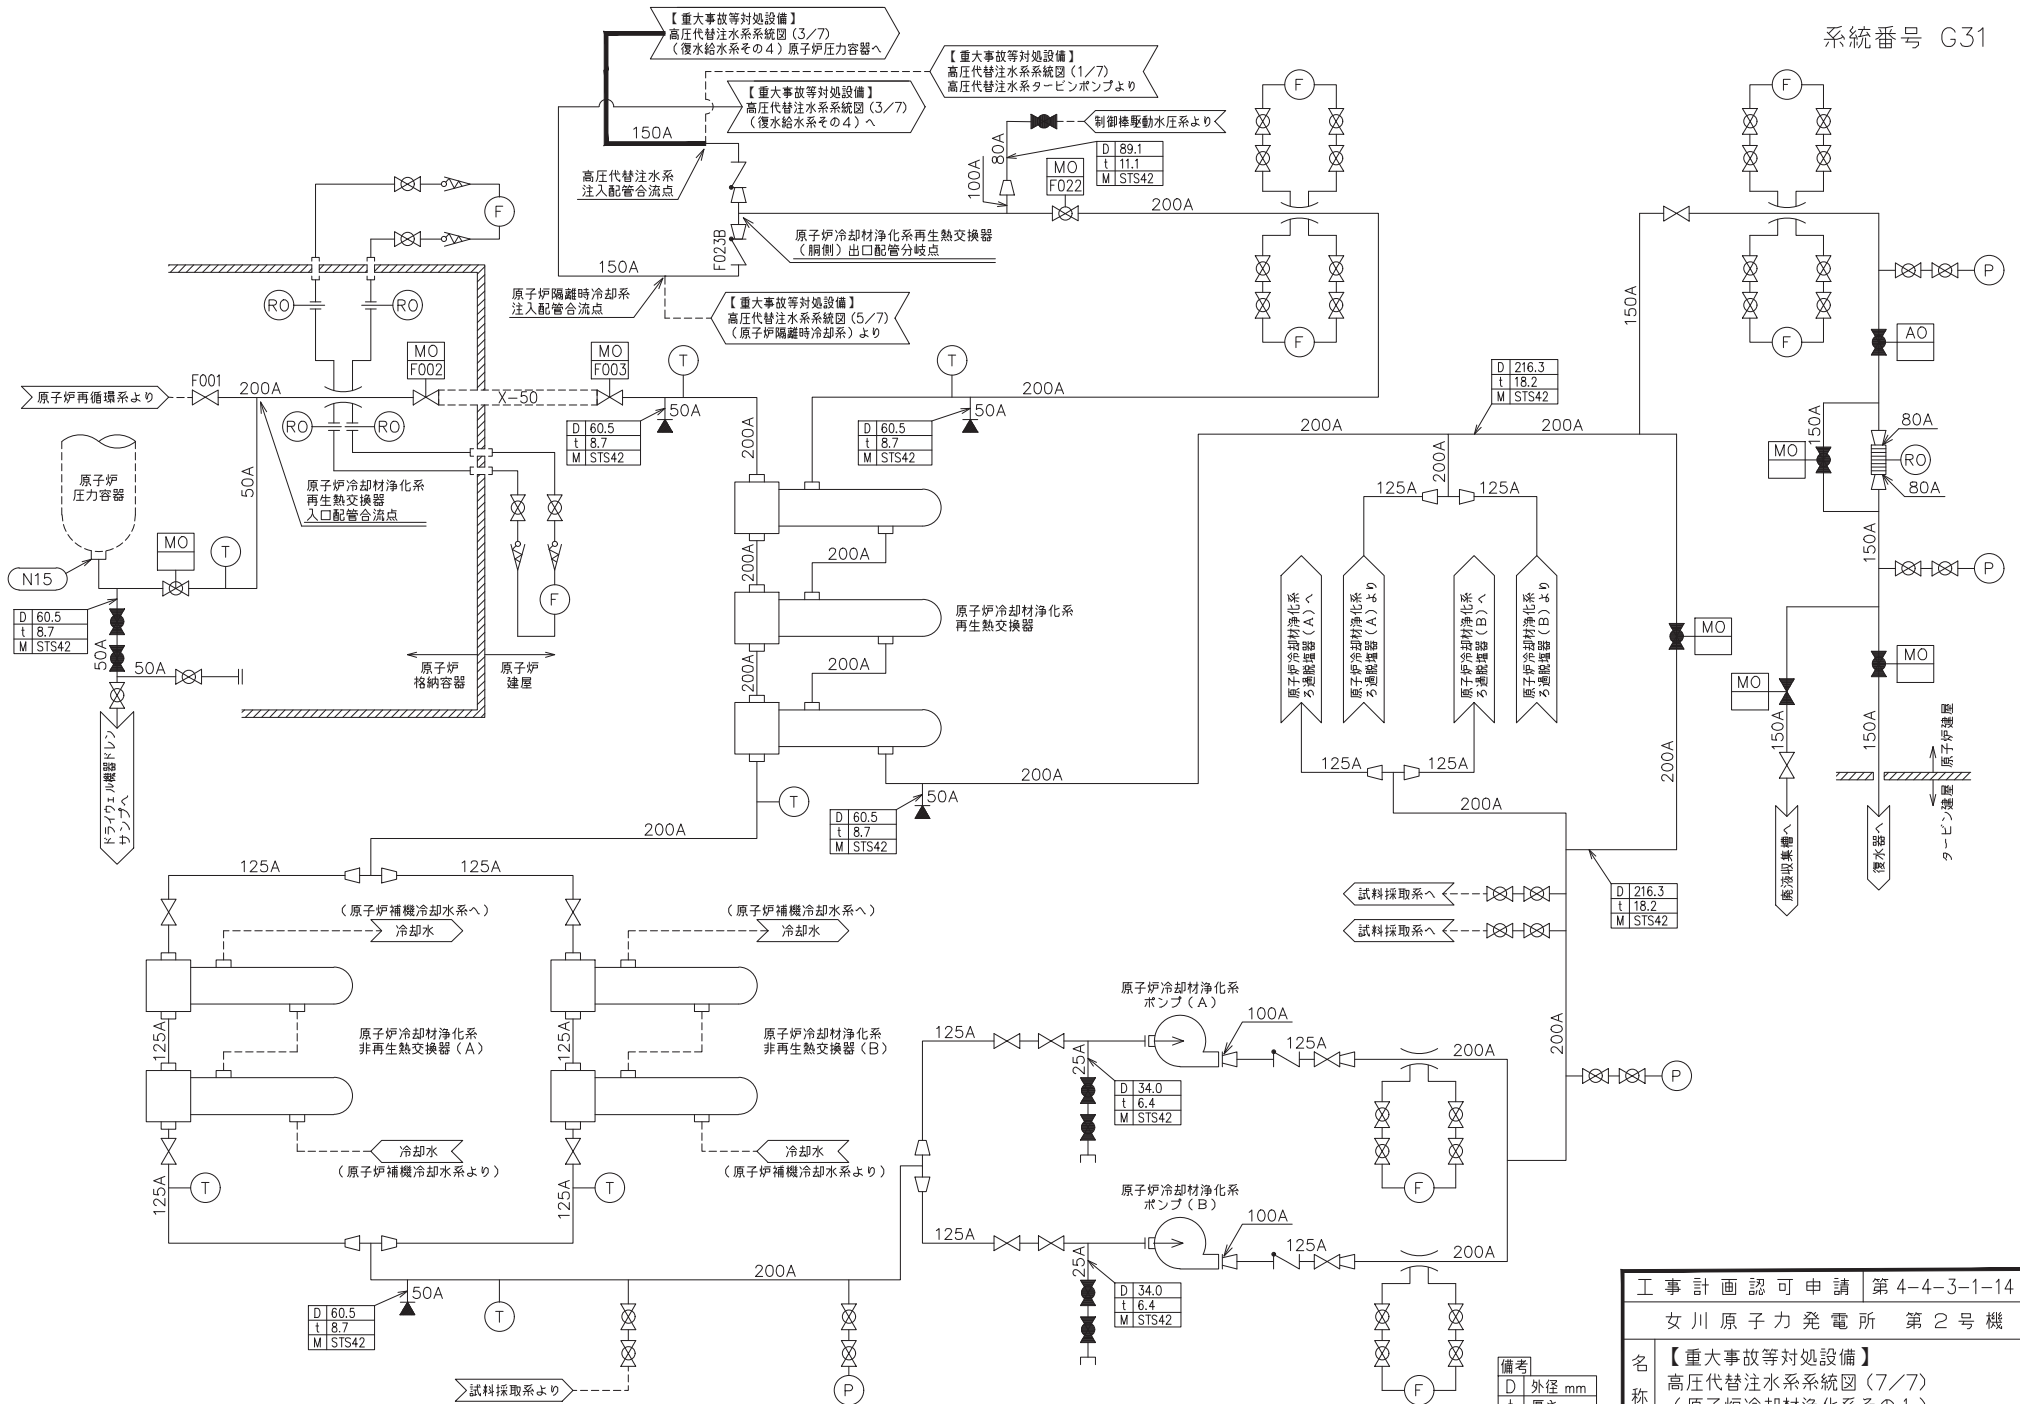 系統番号 G31
【重大事故等対処設備】
高圧代替注水系系統図(3/7)
(復水給水系その4)原子炉圧力容器へ
【重大事故等対処設備】
高圧代替注水系系統図(1/7)
高圧代替注水系タービンポンプより
【重大事故等対処設備】
高圧代替注水系系統図(3/7)
(復水給水系その4)へ
150A
制御棒駆動水圧系より
80A
100A
D 89.1
t 11.1
M STS42
MO
F022
200A
高圧代替注水系
注入配管合流点
F023B
原子炉冷却材浄化系再生熱交換器
(胴側)出口配管分岐点
150A
原子炉隔離時冷却系
注入配管合流点
【重大事故等対処設備】
高圧代替注水系系統図(5/7)
(原子炉隔離時冷却系)より
F
F
F
F
F
P
150A
AO
RO
RO
原子炉再循環系より
F001
200A
MO
F002
X-50
MO
F003
T
50A
D 60.5
t 8.7
M STS42
T
200A
50A
D 60.5
t 8.7
M STS42
D 216.3
t 18.2
M STS42
200A
200A
200A
RO
RO
原子炉
圧力容器
50A
原子炉冷却材浄化系
再生熱交換器
入口配管合流点
N15
MO
T
D 60.5
t 8.7
M STS42
50A
50A
ドライウェル機器ドレン
サンプへ
F
原子炉
格納容器
原子炉
建屋
200A
200A
200A
200A
200A
原子炉冷却材浄化系
再生熱交換器
125A
125A
原子炉冷却材浄化系
ろ過脱塩器(A)へ
原子炉冷却材浄化系
ろ過脱塩器(A)より
原子炉冷却材浄化系
ろ過脱塩器(B)へ
原子炉冷却材浄化系
ろ過脱塩器(B)より
125A
125A
200A
MO
200A
MO
150A
80A
RO
80A
150A
P
MO
MO
150A
150A
原子炉建屋
タービン建屋
廃液収集槽へ
復水器へ
200A
50A
D 60.5
t 8.7
M STS42
T
200A
125A
125A
D 216.3
t 18.2
M STS42
試料採取系へ
試料採取系へ
(原子炉補機冷却水系へ)
冷却水
(原子炉補機冷却水系へ)
冷却水
125A
原子炉冷却材浄化系
非再生熱交換器(A)
125A
原子炉冷却材浄化系
非再生熱交換器(B)
冷却水
(原子炉補機冷却水系より)
冷却水
(原子炉補機冷却水系より)
125A
T
125A
T
原子炉冷却材浄化系
ポンプ(A)
125A
100A
125A
200A
25A
D 34.0
t 6.4
M STS42
F
200A
P
原子炉冷却材浄化系
ポンプ(B)
125A
100A
125A
200A
25A
D 34.0
t 6.4
M STS42
F
200A
50A
D 60.5
t 8.7
M STS42
T
試料採取系より
P
備考
D 外径 mm
工事計画認可申請 第4-4-3-1-14
女川原子力発電所 第2号機
名称
【重大事故等対処設備】
高圧代替注水系系統図(7/7)